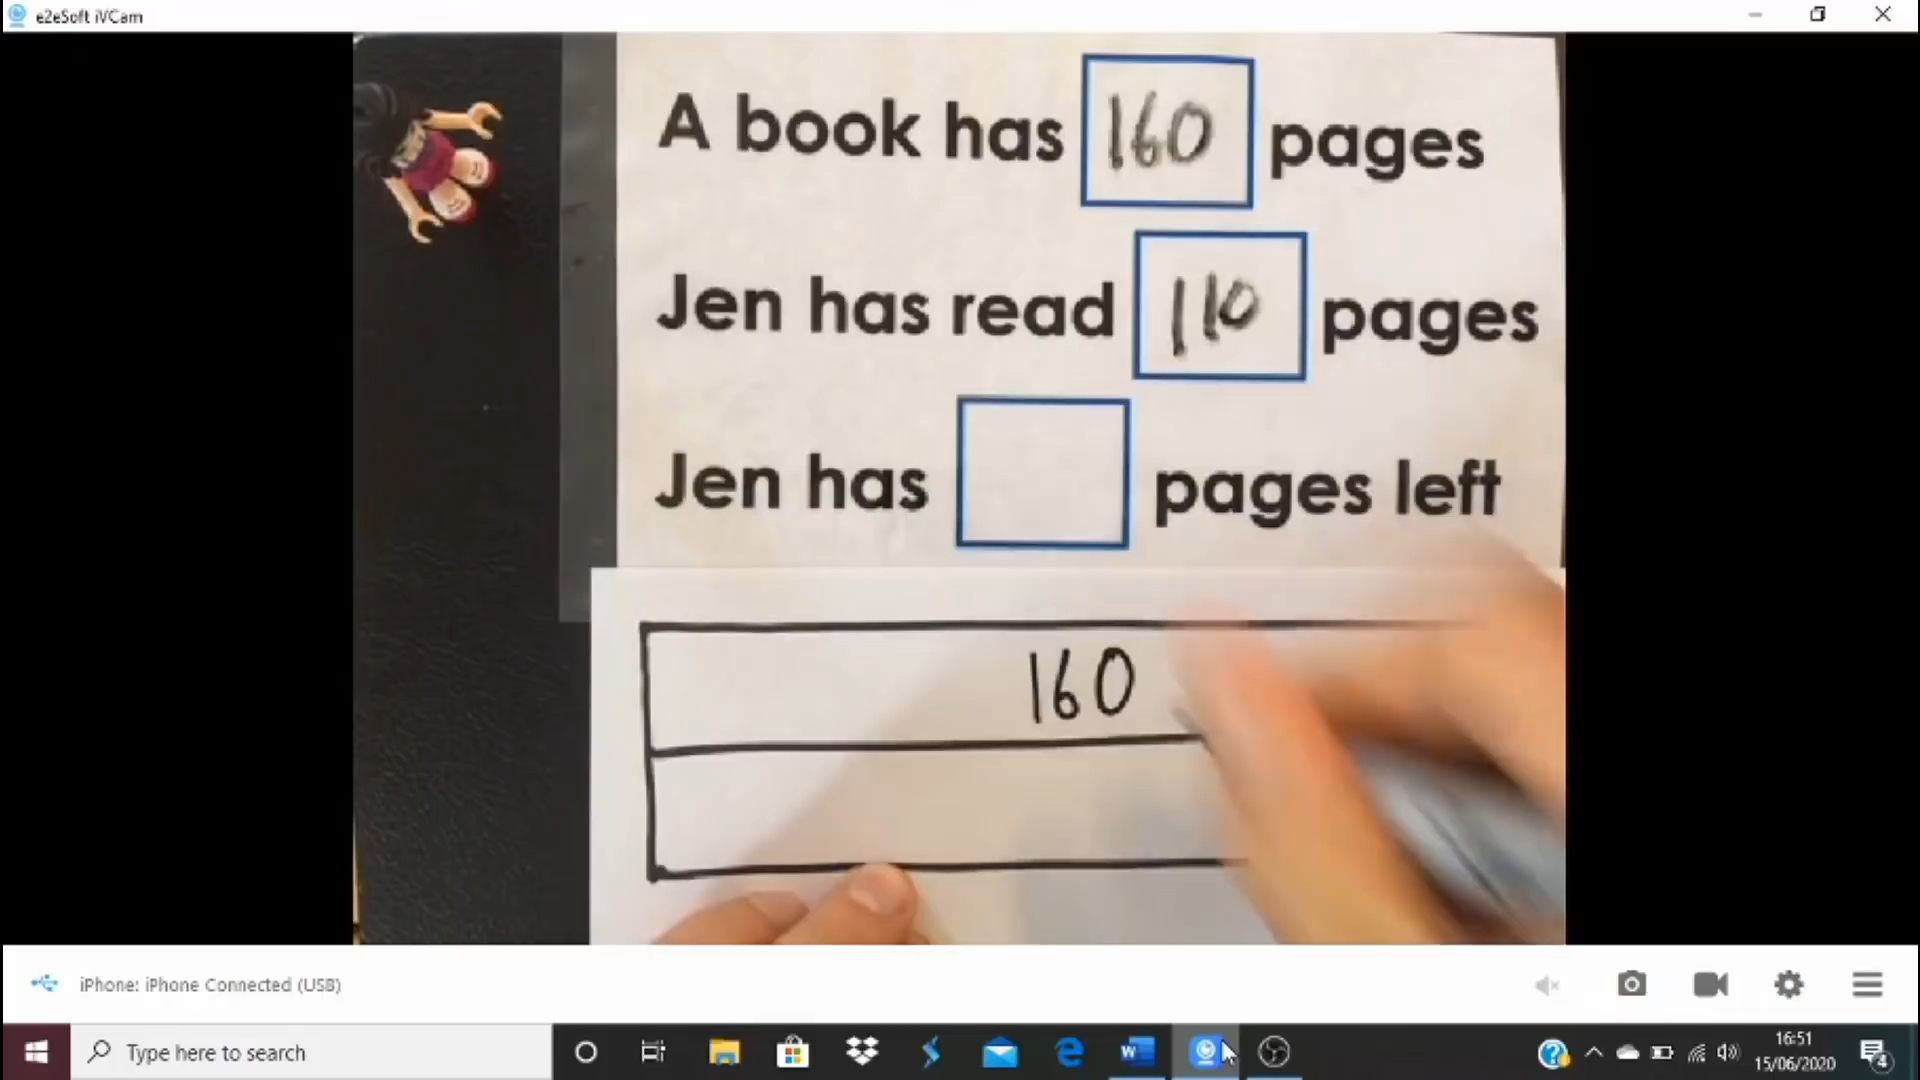 e2eSoft iVCam
A book has 160 pages
Jen has read 110 pages
Jen has pages left
160
iPhone: iPhone Connected (USB)
Type here to search
16:51
15/06/2020
4